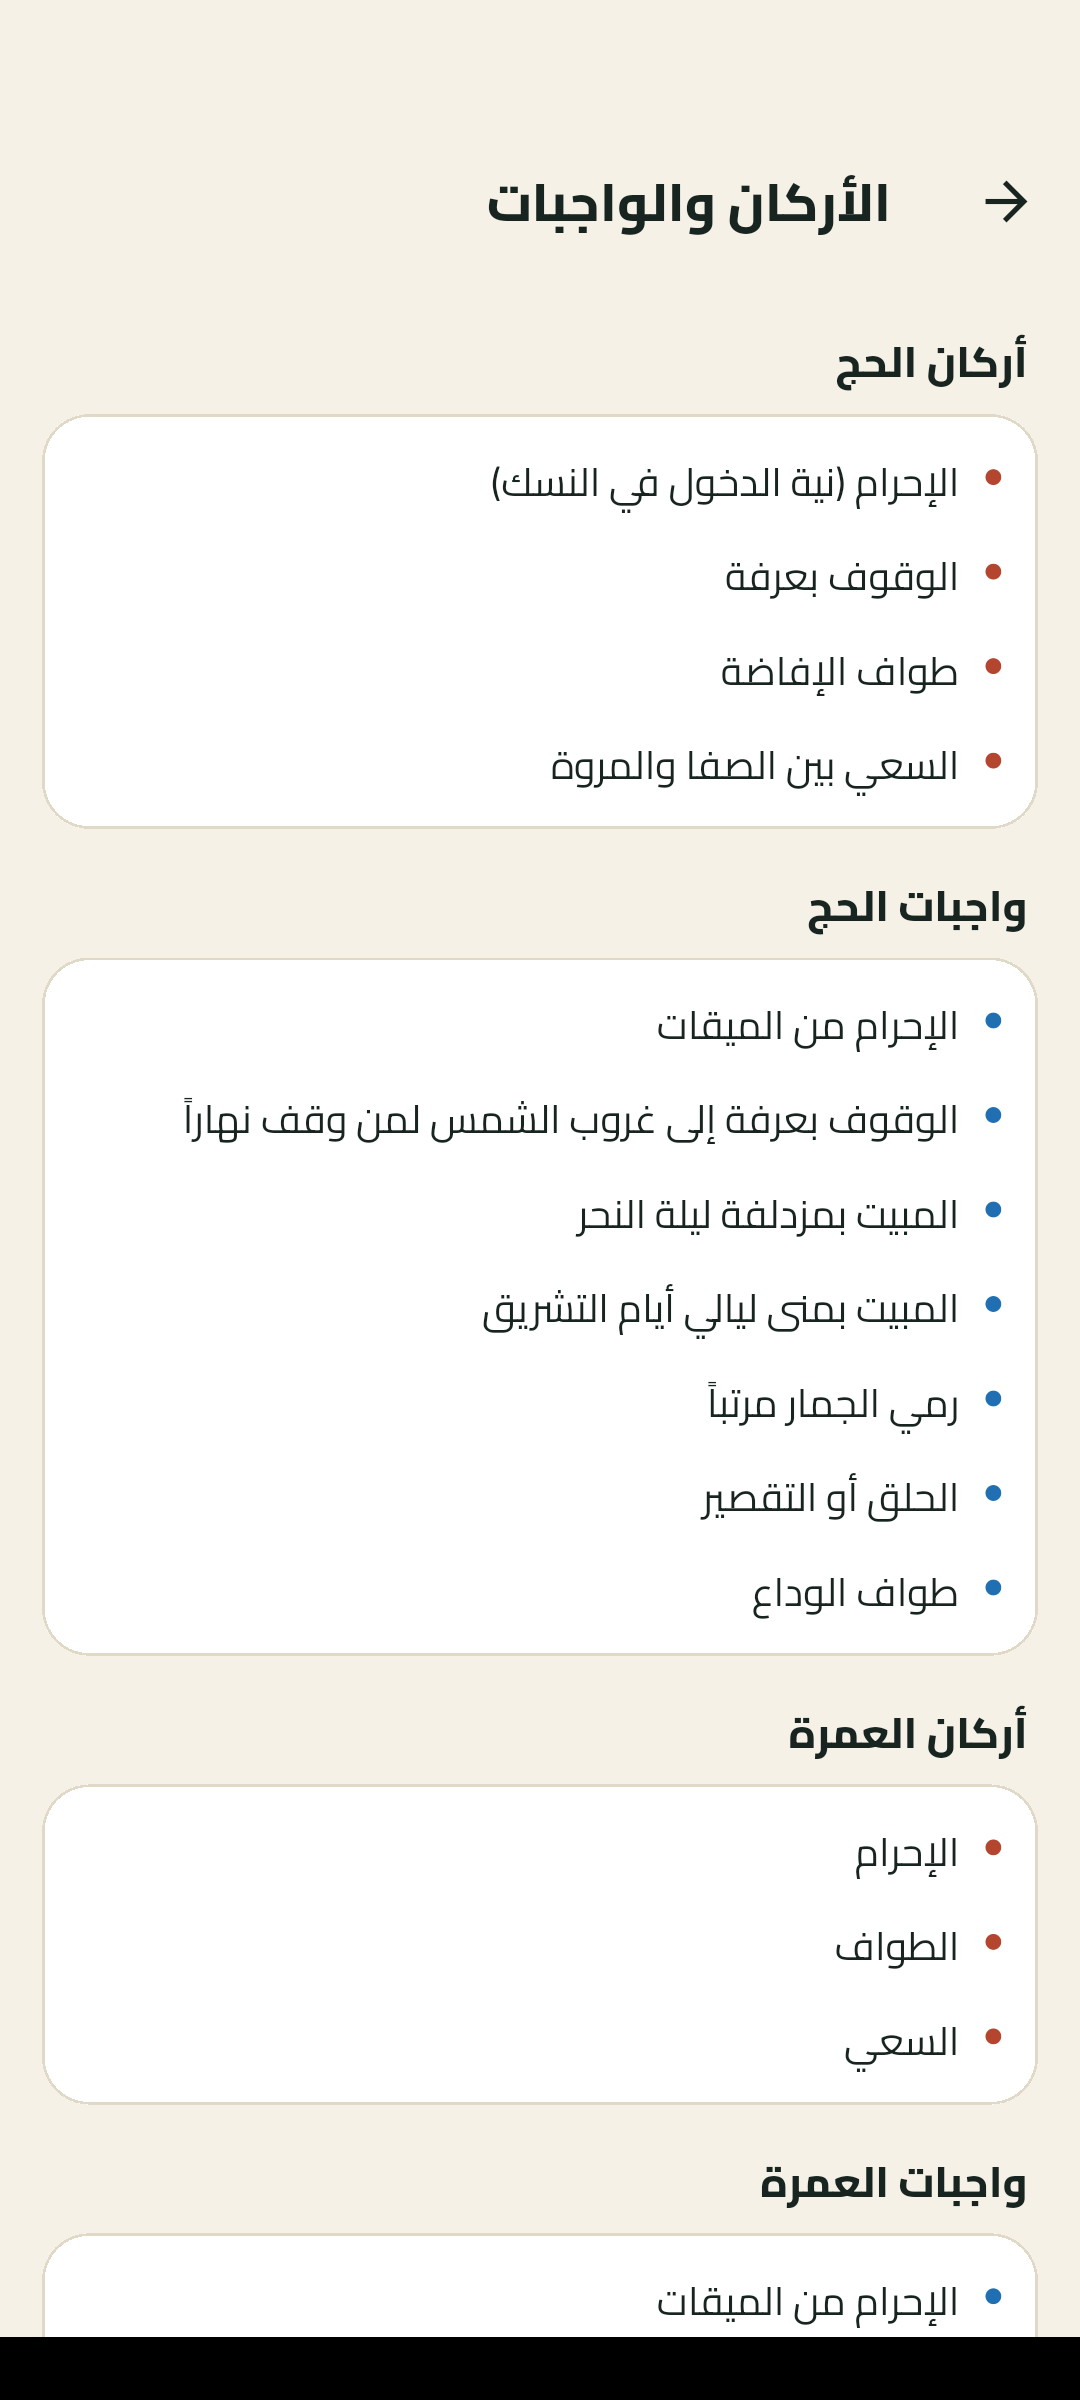 الأركان والواجبات
أركان الحج
الإحرام (نية الدخول في النسك)
الوقوف بعرفة
طواف الإفاضة
السعي بين الصفا والمروة
واجبات الحج
الإحرام من الميقات
الوقوف بعرفة إلى غروب الشمس لمن وقف نهاراً
المبيت بمزدلفة ليلة النحر
المبيت بمنى ليالي أيام التشريق
رمي الجمار مرتباً
الحلق أو التقصير
طواف الوداع
أركان العمرة
الإحرام
الطواف
السعي
واجبات العمرة
الإحرام من الميقات